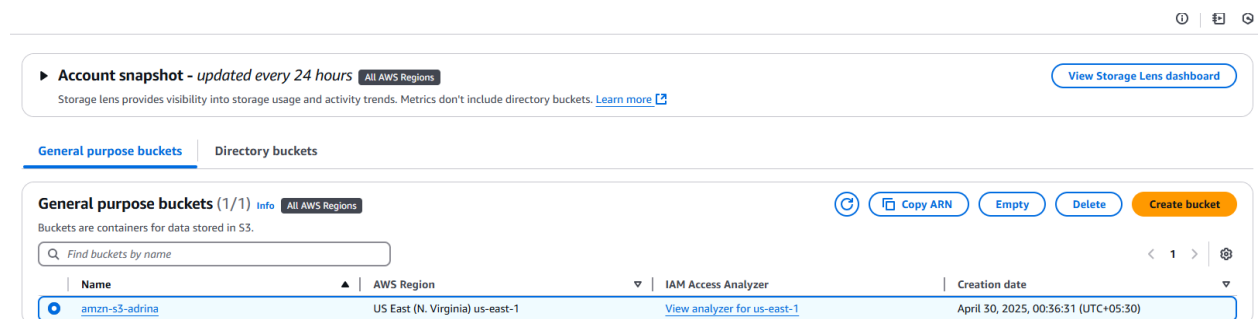 Account snapshot - updated every 24 hours All AWS Regions
View Storage Lens dashboard
Storage lens provides visibility into storage usage and activity trends. Metrics don't include directory buckets. Learn more
General purpose buckets
Directory buckets
General purpose buckets (1/1) Info All AWS Regions
Copy ARN
Empty
Delete
Create bucket
Buckets are containers for data stored in S3.
Find buckets by name
1
Name
AWS Region
IAM Access Analyzer
Creation date
amzn-s3-adrina
US East (N. Virginia) us-east-1
View analyzer for us-east-1
April 30, 2025, 00:36:31 (UTC+05:30)